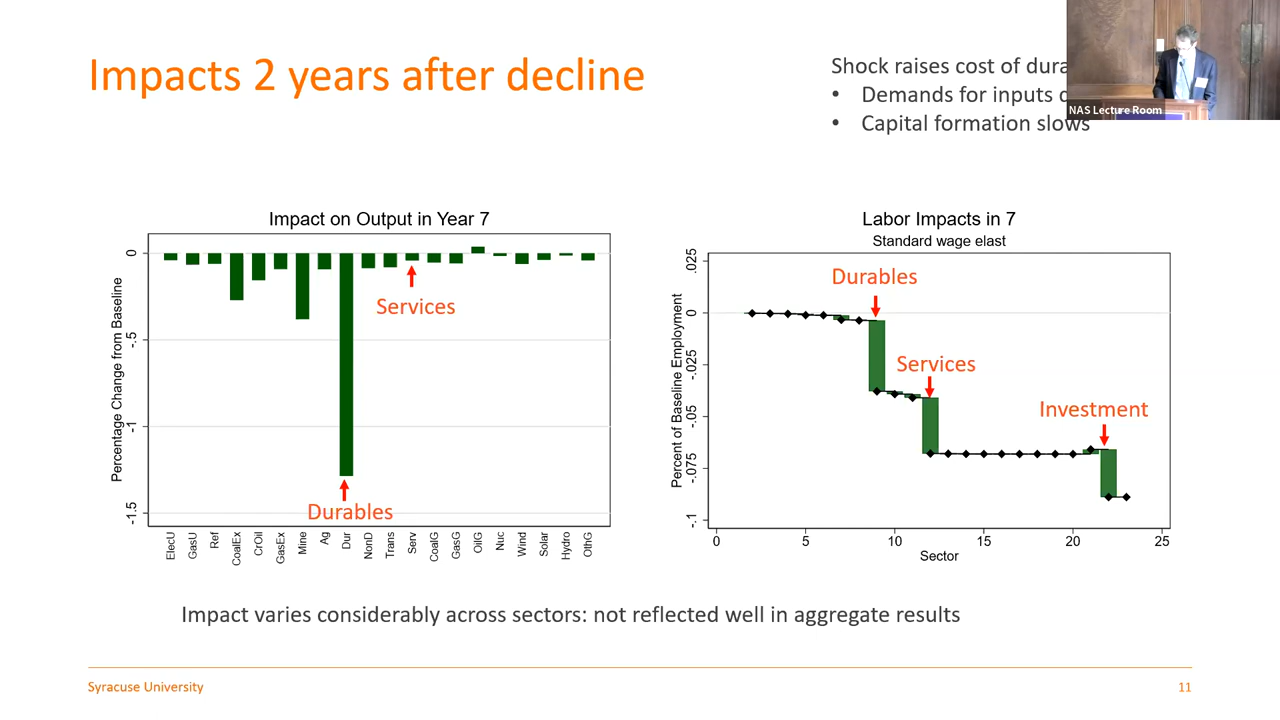 Impacts 2 years after decline
Shock raises cost of
• Demands for inputs
• Capital formation slows
NAS Lecture Room
Impact on Output in Year 7
Percentage Change from Baseline
0
-.5
-1
-1.5
Services
Durables
ElecU
GasU
Ref
CoalEx
CrOil
GasEx
Mine
Ag
Dur
NonD
Trans
Serv
CoalG
GasG
OilG
Nuc
Wind
Solar
Hydro
OthG
Labor Impacts in 7
Standard wage elast
Percent of Baseline Employment
.025
0
-.025
-.05
-.075
-.1
Durables
Services
Investment
0 5 10 15 20 25
Sector
Impact varies considerably across sectors: not reflected well in aggregate results
Syracuse University
11